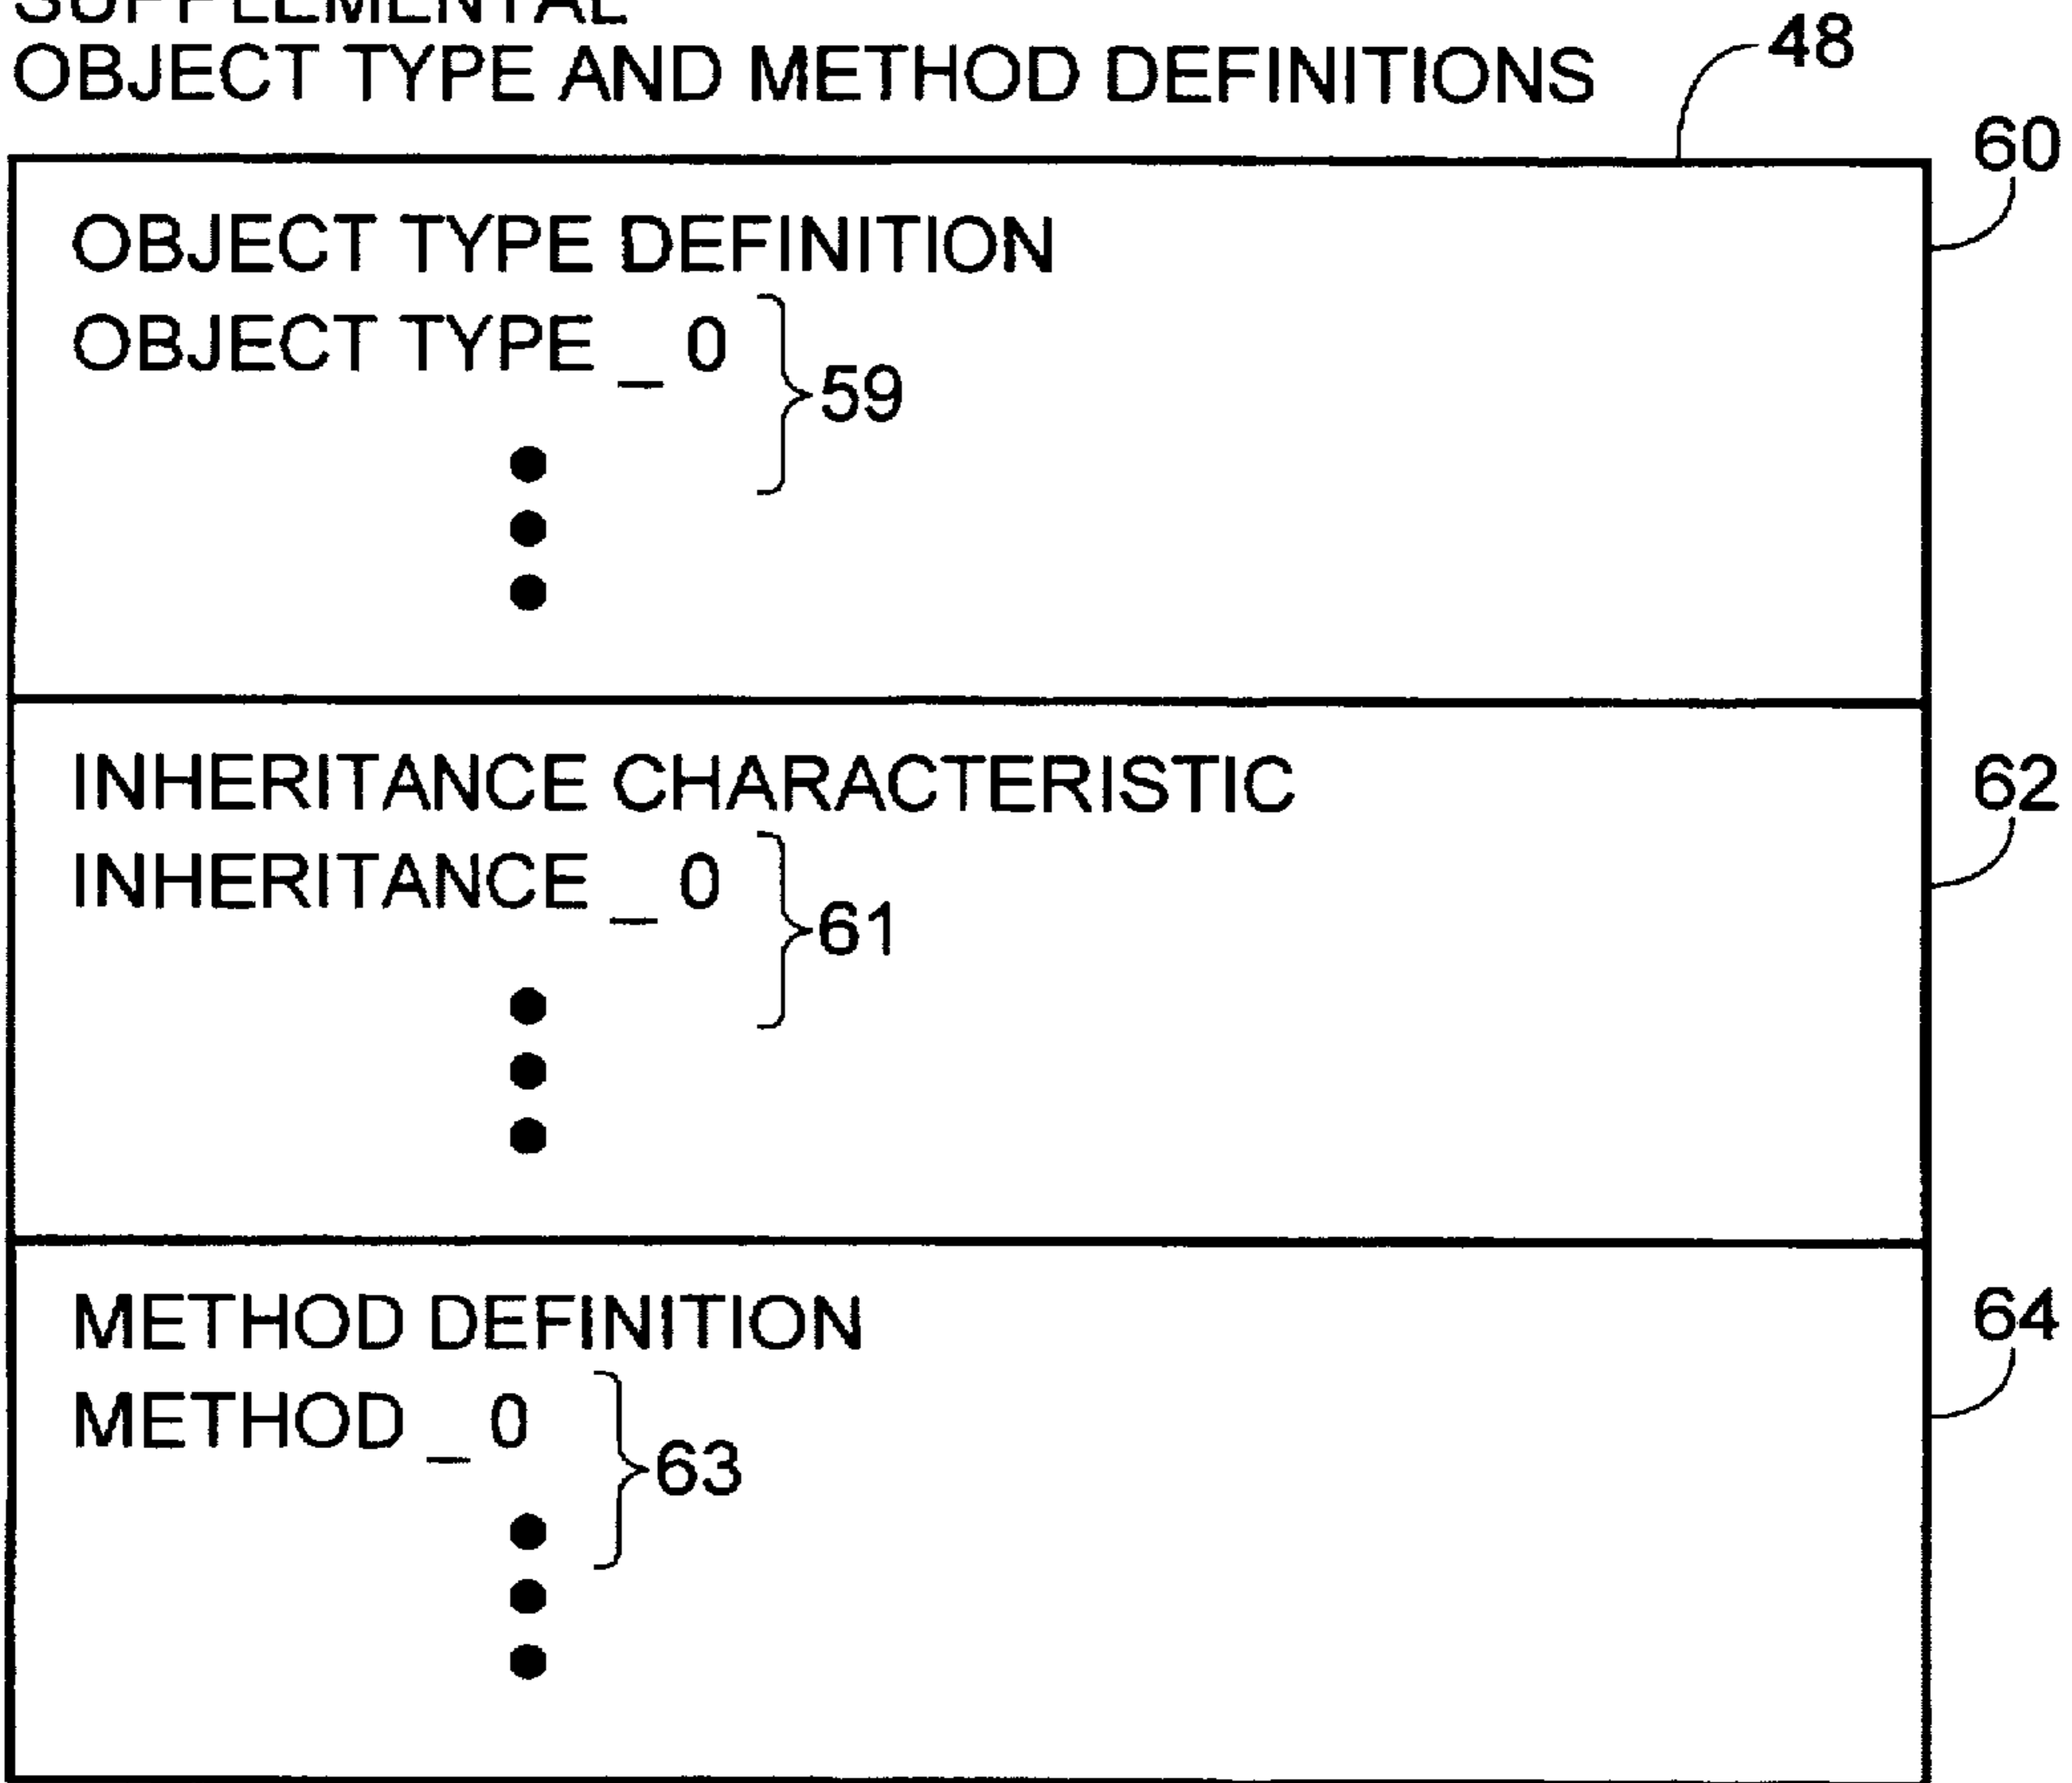 SUPPLEMENTAL
OBJECT TYPE AND METHOD DEFINITIONS
48
60
OBJECT TYPE DEFINITION
OBJECT TYPE _ 0
59
INHERITANCE CHARACTERISTIC
62
INHERITANCE _ 0
61
METHOD DEFINITION
64
METHOD _ 0
63